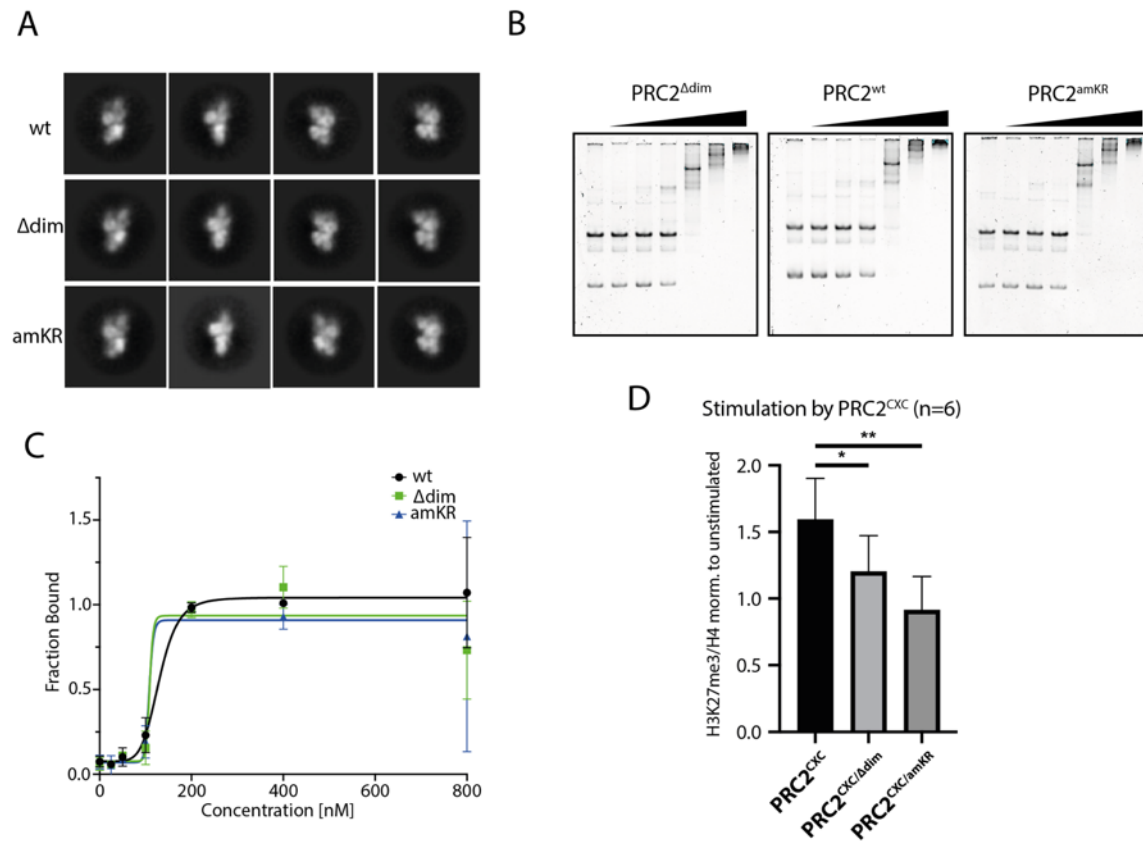 A
wt
Δdim
amKR
B
PRC2^Δdim
PRC2^wt
PRC2^amKR
C
wt
Δdim
amKR
1.5
1.0
0.5
0.0
0
200
400
600
800
Fraction Bound
Concentration [nM]
D
Stimulation by PRC2^CXC (n=6)
**
*
2.0
1.5
1.0
0.5
0.0
H3K27me3/H4 morm. to unstimulated
PRC2^CXC
PRC2^CXC/Δdim
PRC2^CXC/amKR